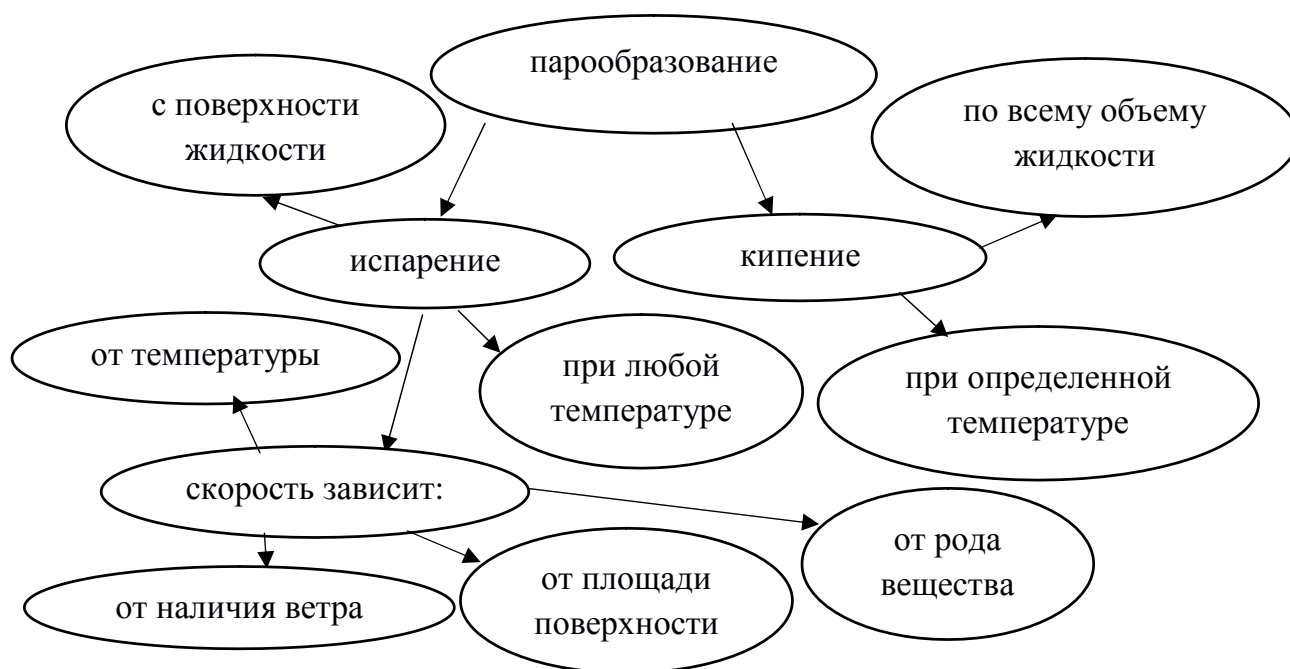 парообразование
с поверхности
жидкости
по всему объему
жидкости
испарение
кипение
от температуры
при любой
температуре
при определенной
температуре
скорость зависит:
от рода
вещества
от наличия ветра
от площади
поверхности